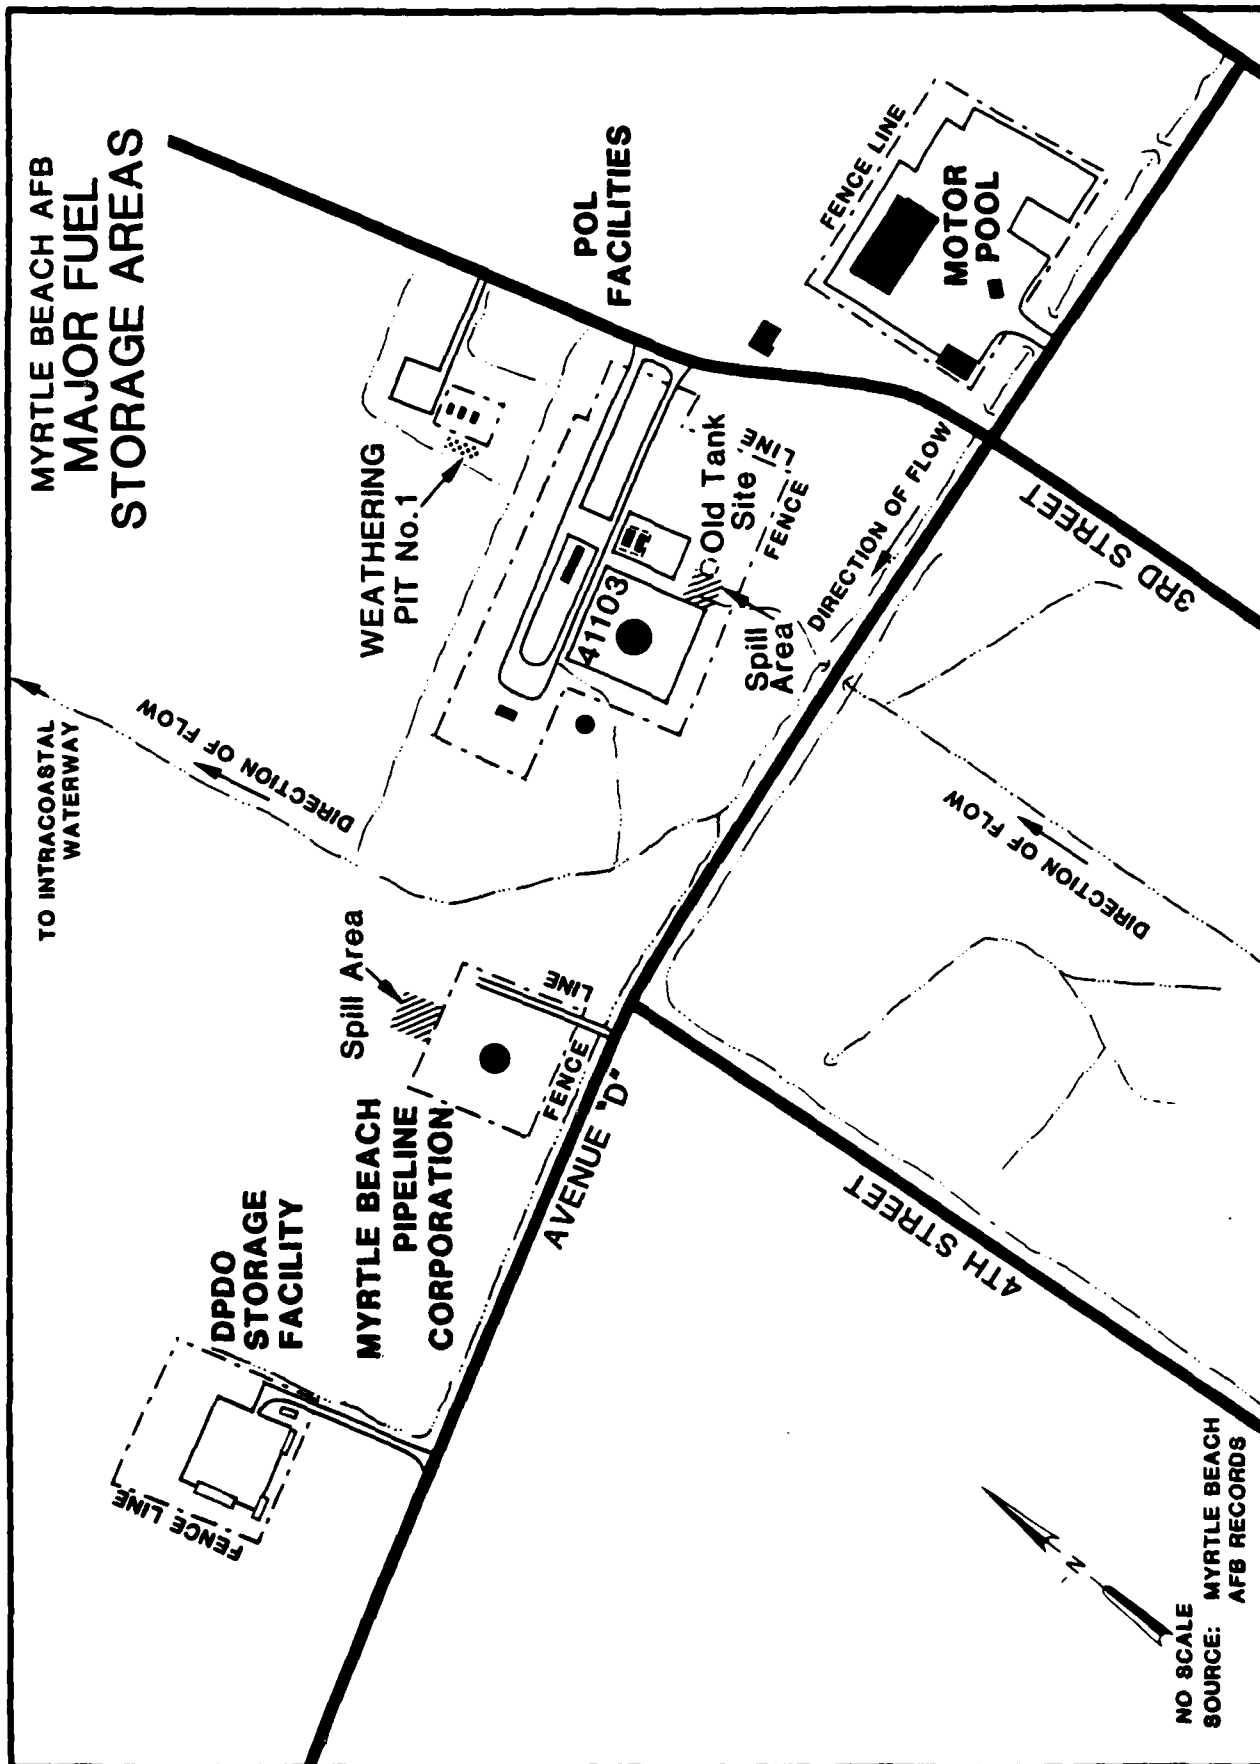 MYRTLE BEACH AFB
MAJOR FUEL
STORAGE AREAS
TO INTRACOASTAL
WATERWAY
DIRECTION OF FLOW
WEATHERING
PIT No.1
POL
FACILITIES
FENCE LINE
MOTOR
POOL
41103
Old Tank
Site
FENCE
LINE
Spill
Area
DIRECTION OF FLOW
3RD STREET
DIRECTION OF FLOW
Spill Area
FENCE
LINE
MYRTLE BEACH
PIPELINE
CORPORATION
DPDO
STORAGE
FACILITY
FENCE LINE
AVENUE "D"
4TH STREET
N
NO SCALE
SOURCE: MYRTLE BEACH
AFB RECORDS